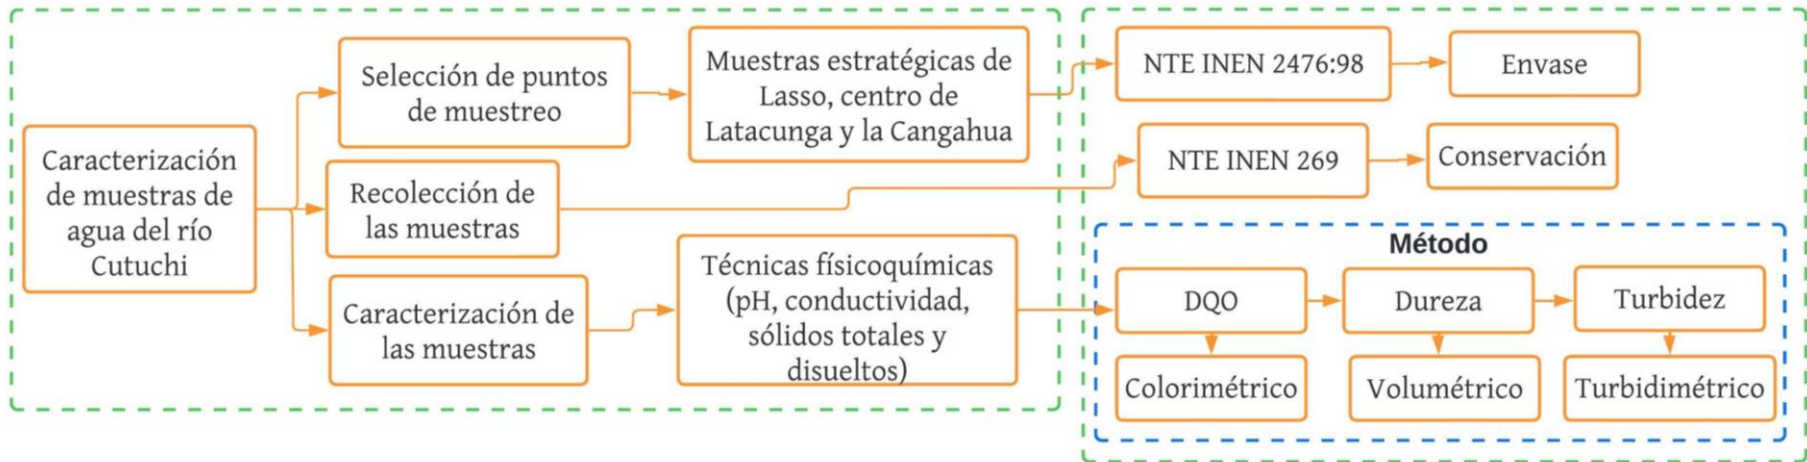 Caracterización
de muestras de
agua del río
Cutuchi
Selección de puntos
de muestreo
Muestras estratégicas de
Lasso, centro de
Latacunga y la Cangahua
NTE INEN 2476:98
Envase
Recolección de
las muestras
NTE INEN 269
Conservación
Caracterización de
las muestras
Técnicas físicoquímicas
(pH, conductividad,
sólidos totales y
disueltos)
Método
DQO
Dureza
Turbidez
Colorimétrico
Volumétrico
Turbidimétrico